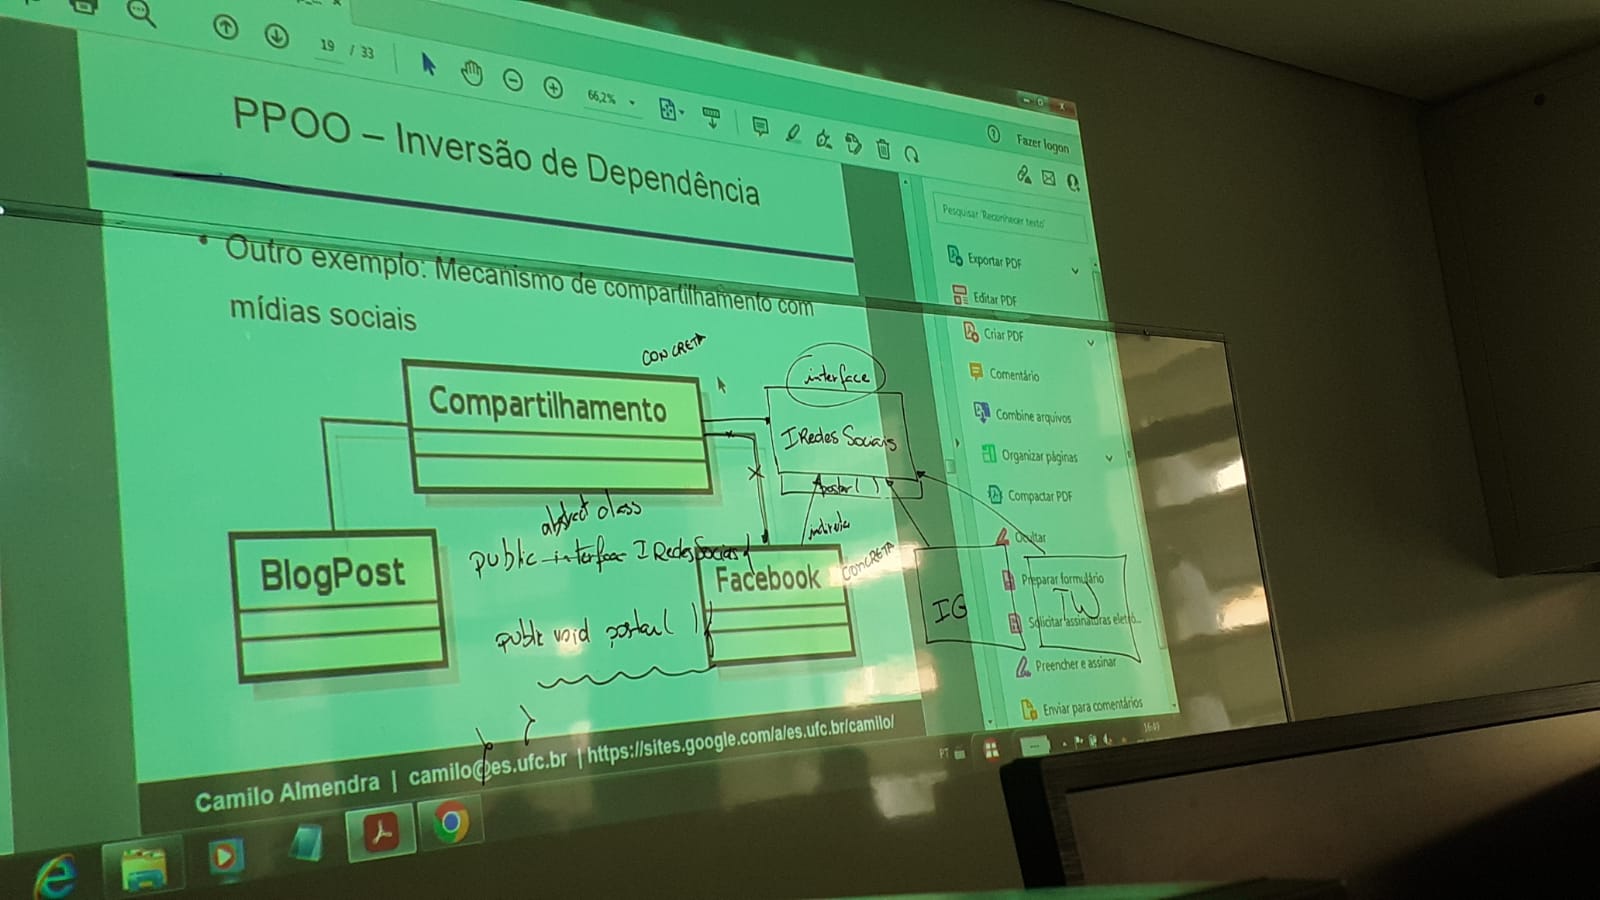 19 / 33
66,2%
Fazer logon
PPOO – Inversão de Dependência
Pesquisar 'Reconhecer texto'
Exportar PDF
Editar PDF
Criar PDF
Comentário
Combine arquivos
Organizar páginas
Compactar PDF
Ocultar
Preparar formulário
Solicitar assinaturas eletrô...
Preencher e assinar
Enviar para comentários
• Outro exemplo: Mecanismo de compartilhamento com
mídias sociais
CONCRETA
interface
Compartilhamento
IRedes Sociais
postar( )
abstract class
public interface IRedesSociais {
BlogPost
Facebook
CONCRETA
IG
TW
public void postar( ) {
}
}
Camilo Almendra | camilo@es.ufc.br | https://sites.google.com/a/es.ufc.br/camilo/
PT
16:49